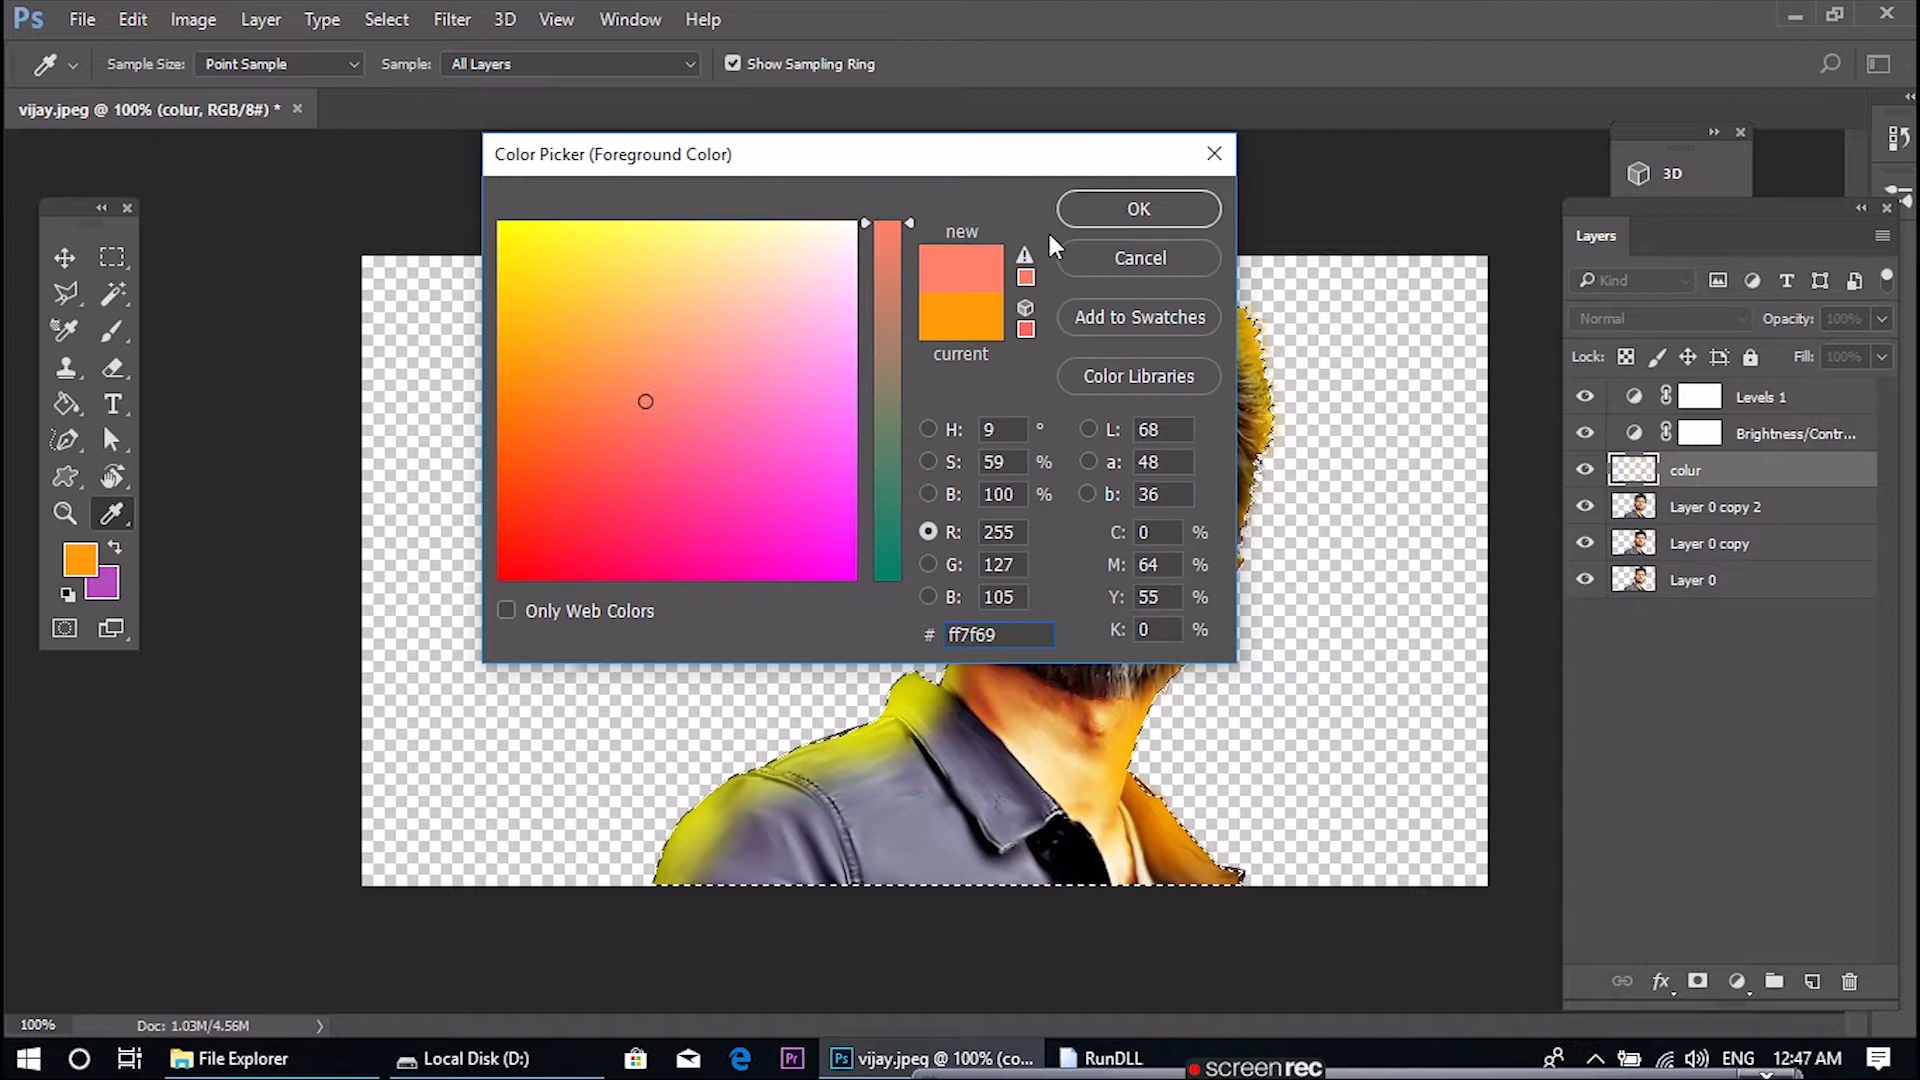 Ps File Edit Image Layer Type Select Filter 3D View Window Help
Sample Size: Point Sample Sample: All Layers Show Sampling Ring
vijay.jpeg @ 100% (colur, RGB/8#) *
Color Picker (Foreground Color)
new
current
OK
Cancel
Add to Swatches
Color Libraries
H: 9 °
S: 59 %
B: 100 %
R: 255
G: 127
B: 105
# ff7f69
L: 68
a: 48
b: 36
C: 0 %
M: 64 %
Y: 55 %
K: 0 %
Only Web Colors
3D
Layers
Kind
Normal Opacity: 100%
Lock: Fill: 100%
Levels 1
Brightness/Contr...
colur
Layer 0 copy 2
Layer 0 copy
Layer 0
fx
100% Doc: 1.03M/4.56M
File Explorer Local Disk (D:) Pr Ps vijay.jpeg @ 100% (co... RunDLL ENG 12:47 AM
screenrec